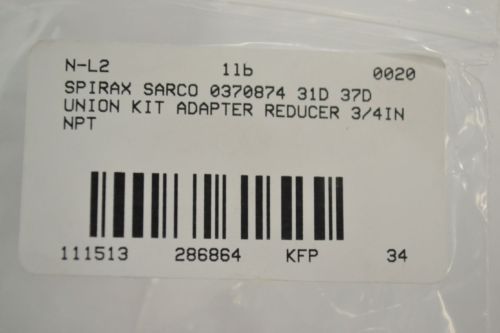 N-L2 1lb 0020
SPIRAX SARCO 0370874 31D 37D
UNION KIT ADAPTER REDUCER 3/4IN
NPT
111513 286864 KFP 34